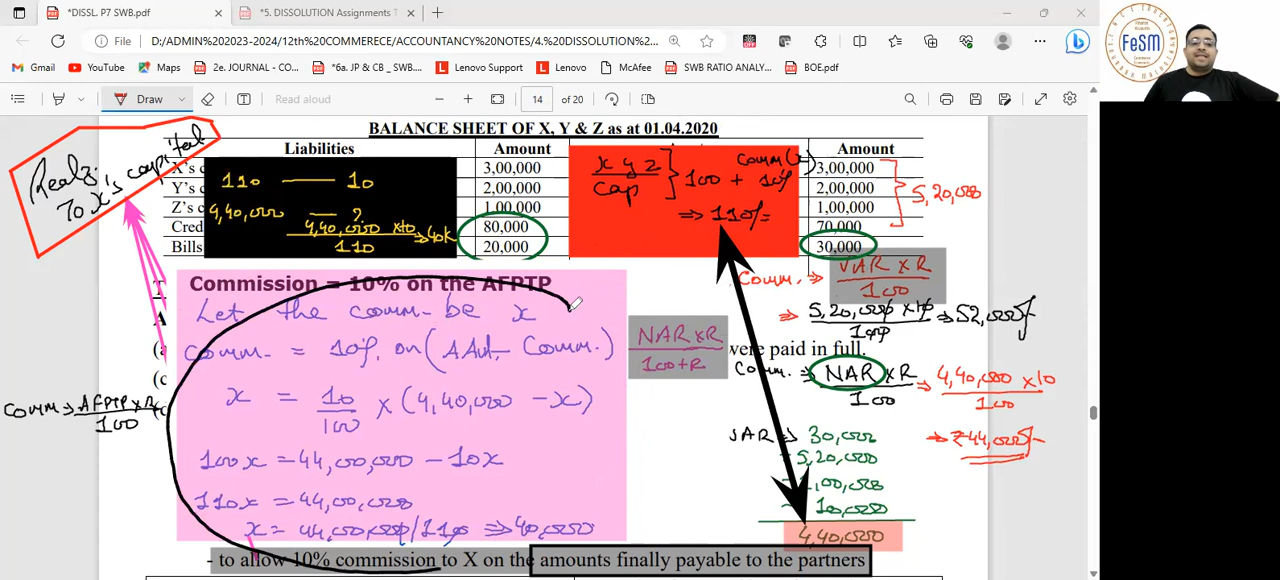 *DISSL. P7 SWB.pdf
*5. DISSOLUTION Assignments T
File D:/ADMIN%202023-2024/12th%20COMMERECE/ACCOUNTANCY%20NOTES/4.%20DISSOLUTION%2...
Gmail YouTube Maps 2e. JOURNAL - CO... *6a. JP & CB _ SWB.... Lenovo Support Lenovo McAfee SWB RATIO ANALY... BOE.pdf
Draw Read aloud 14 of 20
FeSM
BALANCE SHEET OF X, Y & Z as at 01.04.2020
Liabilities Amount Amount
X's c 3,00,000 3,00,000
Y's c 2,00,000 2,00,000
Z's c 1,00,000 1,00,000
Cred 80,000 70,000
Bills 20,000 30,000
5,20,000
Realz.
To X's capital
110 — 10
4,40,000 — ?
4,40,000 x10
110
⇒ 40k
x y z
cap
} 100 + 10%
comm(x)
⇒ 110%
Commission = 10% on the AFPTP
Let the comm- be x
comm. = 10% on (AAvl- Comm.)
x = 10/100 x (4,40,000 - x)
100x = 44,00,000 - 10x
110x = 44,00,000
x = 44,00,000/110 ⇒ 40,000
NAR x R
100+R
Comm ⇒ AFPTP x R
100
Comm. ⇒ VAR x R
100
⇒ 5,20,000 x 10
100
⇒ 52,000/-
were paid in full.
Comm. ⇒ NAR x R
100
⇒ 4,40,000 x 10
100
⇒ ₹44,000/-
30,000
5,20,000
1,00,000
10,000
4,40,000
- to allow 10% commission to X on the amounts finally payable to the partners